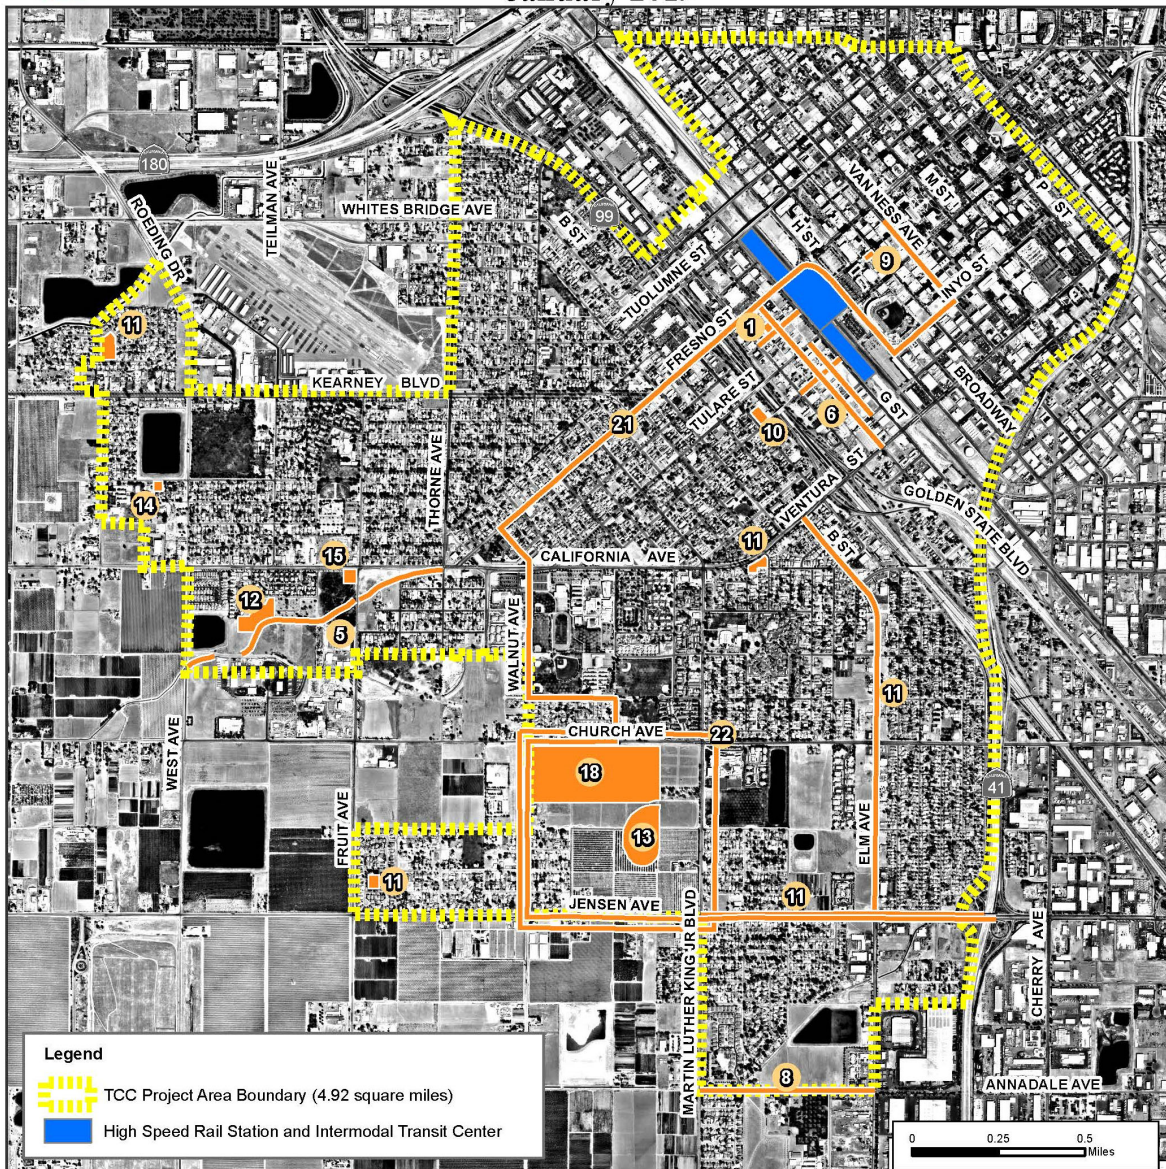 180
ROEDING DR
TEILMAN AVE
WHITES BRIDGE AVE
B ST
99
TUOLUMNE ST
H ST
VAN NESS AVE
M ST
P ST
9
INYO ST
11
1
FRESNO ST
KEARNEY BLVD
TULARE ST
G ST
BROADWAY
6
21
10
THORNE AVE
14
VENTURA ST
GOLDEN STATE BLVD
11
B ST
CALIFORNIA AVE
15
12
5
WALNUT AVE
11
WEST AVE
CHURCH AVE
22
18
41
FRUIT AVE
13
ELM AVE
11
11
JENSEN AVE
MARTIN LUTHER KING JR BLVD
CHERRY AVE
8
ANNADALE AVE
Legend
TCC Project Area Boundary (4.92 square miles)
High Speed Rail Station and Intermodal Transit Center
0 0.25 0.5
Miles